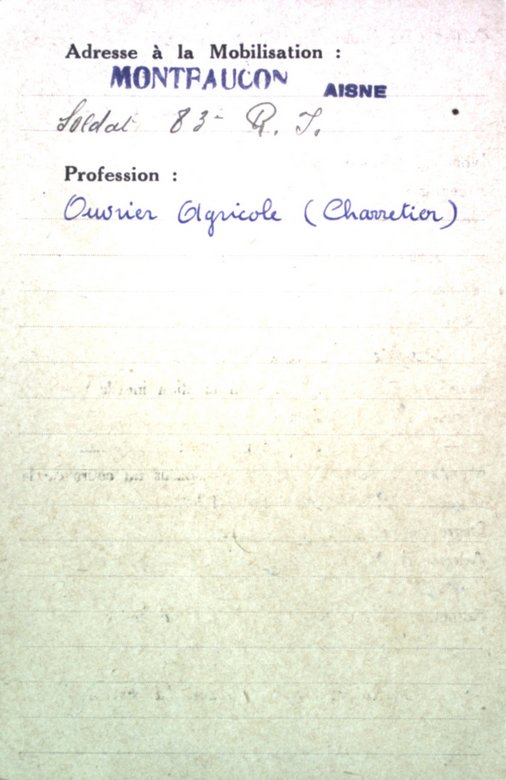 Adresse à la Mobilisation :
MONTFAUCON AISNE
Soldat 83e R. I.
Profession :
Ouvrier Agricole (Charretier)